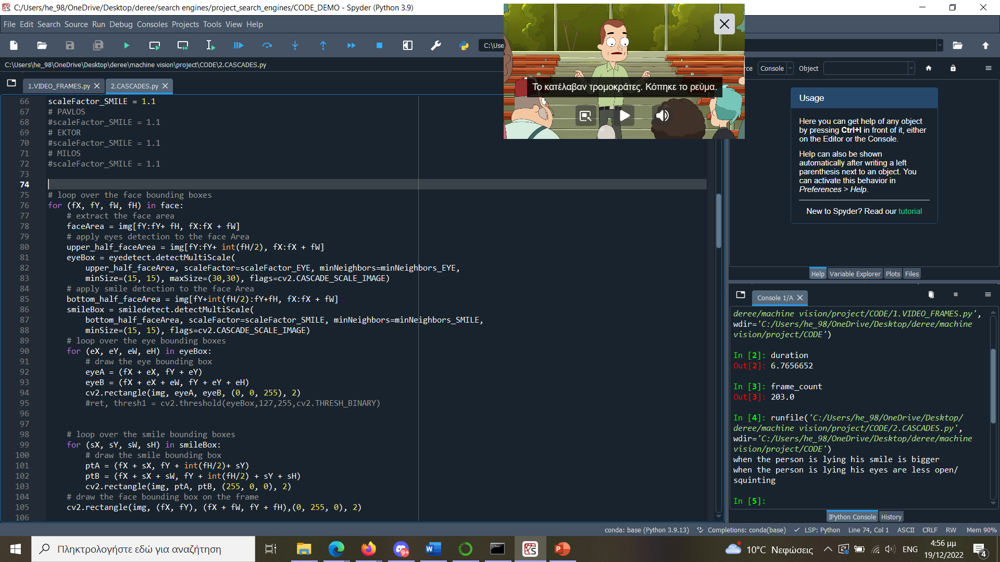 C:/Users/he_98/OneDrive/Desktop/deree/search engines/project_search_engines/CODE_DEMO - Spyder (Python 3.9)
File Edit Search Source Run Debug Consoles Projects Tools View Help
C:\Use
C:\Users\he_98\OneDrive\Desktop\deree\machine vision\project\CODE\2.CASCADES.py
1.VIDEO_FRAMES.py
2.CASCADES.py
66 scaleFactor_SMILE = 1.1
67 # PAVLOS
68 #scaleFactor_SMILE = 1.1
69 # EKTOR
70 #scaleFactor_SMILE = 1.1
71 # MILOS
72 #scaleFactor_SMILE = 1.1
73
74
75 # loop over the face bounding boxes
76 for (fX, fY, fW, fH) in face:
77 # extract the face area
78 faceArea = img[fY:fY+ fH, fX:fX + fW]
79 # apply eyes detection to the face Area
80 upper_half_faceArea = img[fY:fY+ int(fH/2), fX:fX + fW]
81 eyeBox = eyedetect.detectMultiScale(
82 upper_half_faceArea, scaleFactor=scaleFactor_EYE, minNeighbors=minNeighbors_EYE,
83 minSize=(15, 15), maxSize=(30,30), flags=cv2.CASCADE_SCALE_IMAGE)
84 # apply smile detection to the face Area
85 bottom_half_faceArea = img[fY+int(fH/2):fY+fH, fX:fX + fW]
86 smileBox = smiledetect.detectMultiScale(
87 bottom_half_faceArea, scaleFactor=scaleFactor_SMILE, minNeighbors=minNeighbors_SMILE,
88 minSize=(15, 15), flags=cv2.CASCADE_SCALE_IMAGE)
89 # loop over the eye bounding boxes
90 for (eX, eY, eW, eH) in eyeBox:
91 # draw the eye bounding box
92 eyeA = (fX + eX, fY + eY)
93 eyeB = (fX + eX + eW, fY + eY + eH)
94 cv2.rectangle(img, eyeA, eyeB, (0, 0, 255), 2)
95 #ret, thresh1 = cv2.threshold(eyeBox,127,255,cv2.THRESH_BINARY)
96
97
98 # loop over the smile bounding boxes
99 for (sX, sY, sW, sH) in smileBox:
100 # draw the smile bounding box
101 ptA = (fX + sX, fY + int(fH/2)+ sY)
102 ptB = (fX + sX + sW, fY + int(fH/2) + sY + sH)
103 cv2.rectangle(img, ptA, ptB, (255, 0, 0), 2)
104 # draw the face bounding box on the frame
105 cv2.rectangle(img, (fX, fY), (fX + fW, fY + fH),(0, 255, 0), 2)
106
Το κατέλαβαν τρομοκράτες. Κόπηκε το ρεύμα.
rce Console Object
Usage
Here you can get help of any object
by pressing Ctrl+I in front of it, either
on the Editor or the Console.
Help can also be shown
automatically after writing a left
parenthesis next to an object. You
can activate this behavior in
Preferences > Help.
New to Spyder? Read our tutorial
Help Variable Explorer Plots Files
Console 1/A
deree/machine vision/project/CODE/1.VIDEO_FRAMES.py',
wdir='C:/Users/he_98/OneDrive/Desktop/deree/machine
vision/project/CODE')
In [2]: duration
Out[2]: 6.7656652
In [3]: frame_count
Out[3]: 203.0
In [4]: runfile('C:/Users/he_98/OneDrive/Desktop/
deree/machine vision/project/CODE/2.CASCADES.py',
wdir='C:/Users/he_98/OneDrive/Desktop/deree/machine
vision/project/CODE')
when the person is lying his smile is bigger
when the person is lying his eyes are less open/
squinting
In [5]:
IPython Console History
conda: base (Python 3.9.13) Completions: conda(base) LSP: Python Line 74, Col 1 ASCII CRLF RW Mem 90%
Πληκτρολογήστε εδώ για αναζήτηση
9+
10°C Νεφώσεις
ENG
4:56 μμ
19/12/2022
4